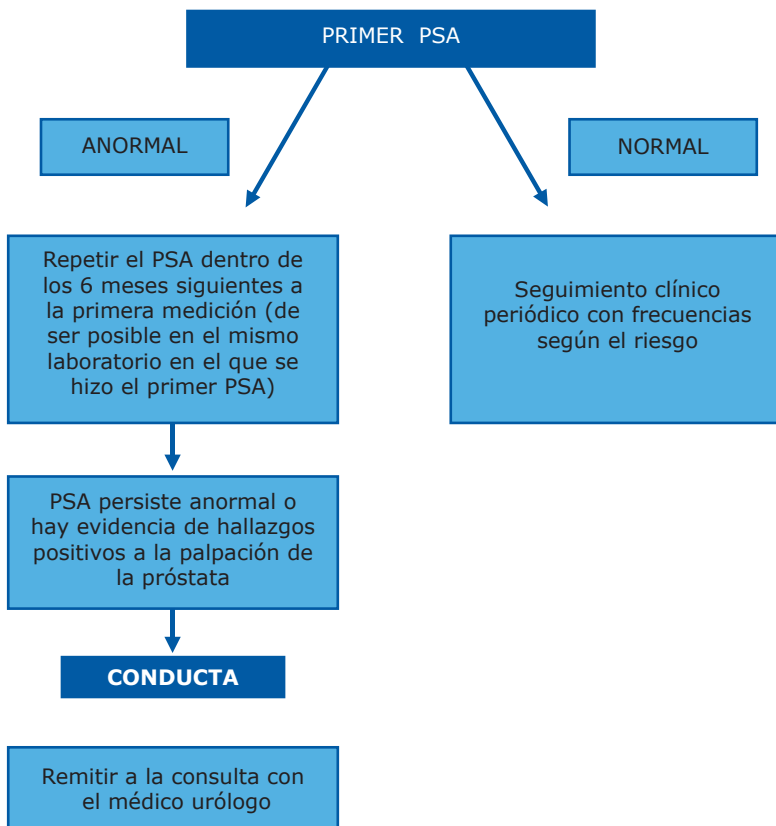 PRIMER PSA
ANORMAL
NORMAL
Repetir el PSA dentro de
los 6 meses siguientes a
la primera medición (de
ser posible en el mismo
laboratorio en el que se
hizo el primer PSA)
Seguimiento clínico
periódico con frecuencias
según el riesgo
PSA persiste anormal o
hay evidencia de hallazgos
positivos a la palpación de
la próstata
CONDUCTA
Remitir a la consulta con
el médico urólogo